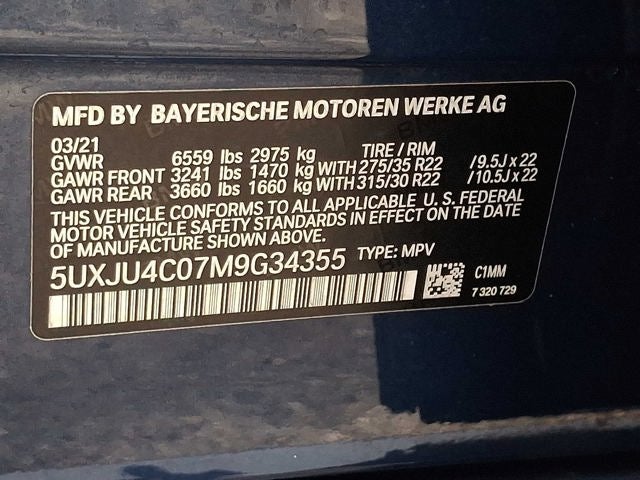 MFD BY BAYERISCHE MOTOREN WERKE AG
03/21 TIRE / RIM
GVWR 6559 lbs 2975 kg
GAWR FRONT 3241 lbs 1470 kg WITH 275/35 R22 / 9.5J x 22
GAWR REAR 3660 lbs 1660 kg WITH 315/30 R22 / 10.5J x 22
THIS VEHICLE CONFORMS TO ALL APPLICABLE U. S. FEDERAL
MOTOR VEHICLE SAFETY STANDARDS IN EFFECT ON THE DATE
OF MANUFACTURE SHOWN ABOVE.
5UXJU4C07M9G34355 TYPE: MPV
C1MM
7 320 729